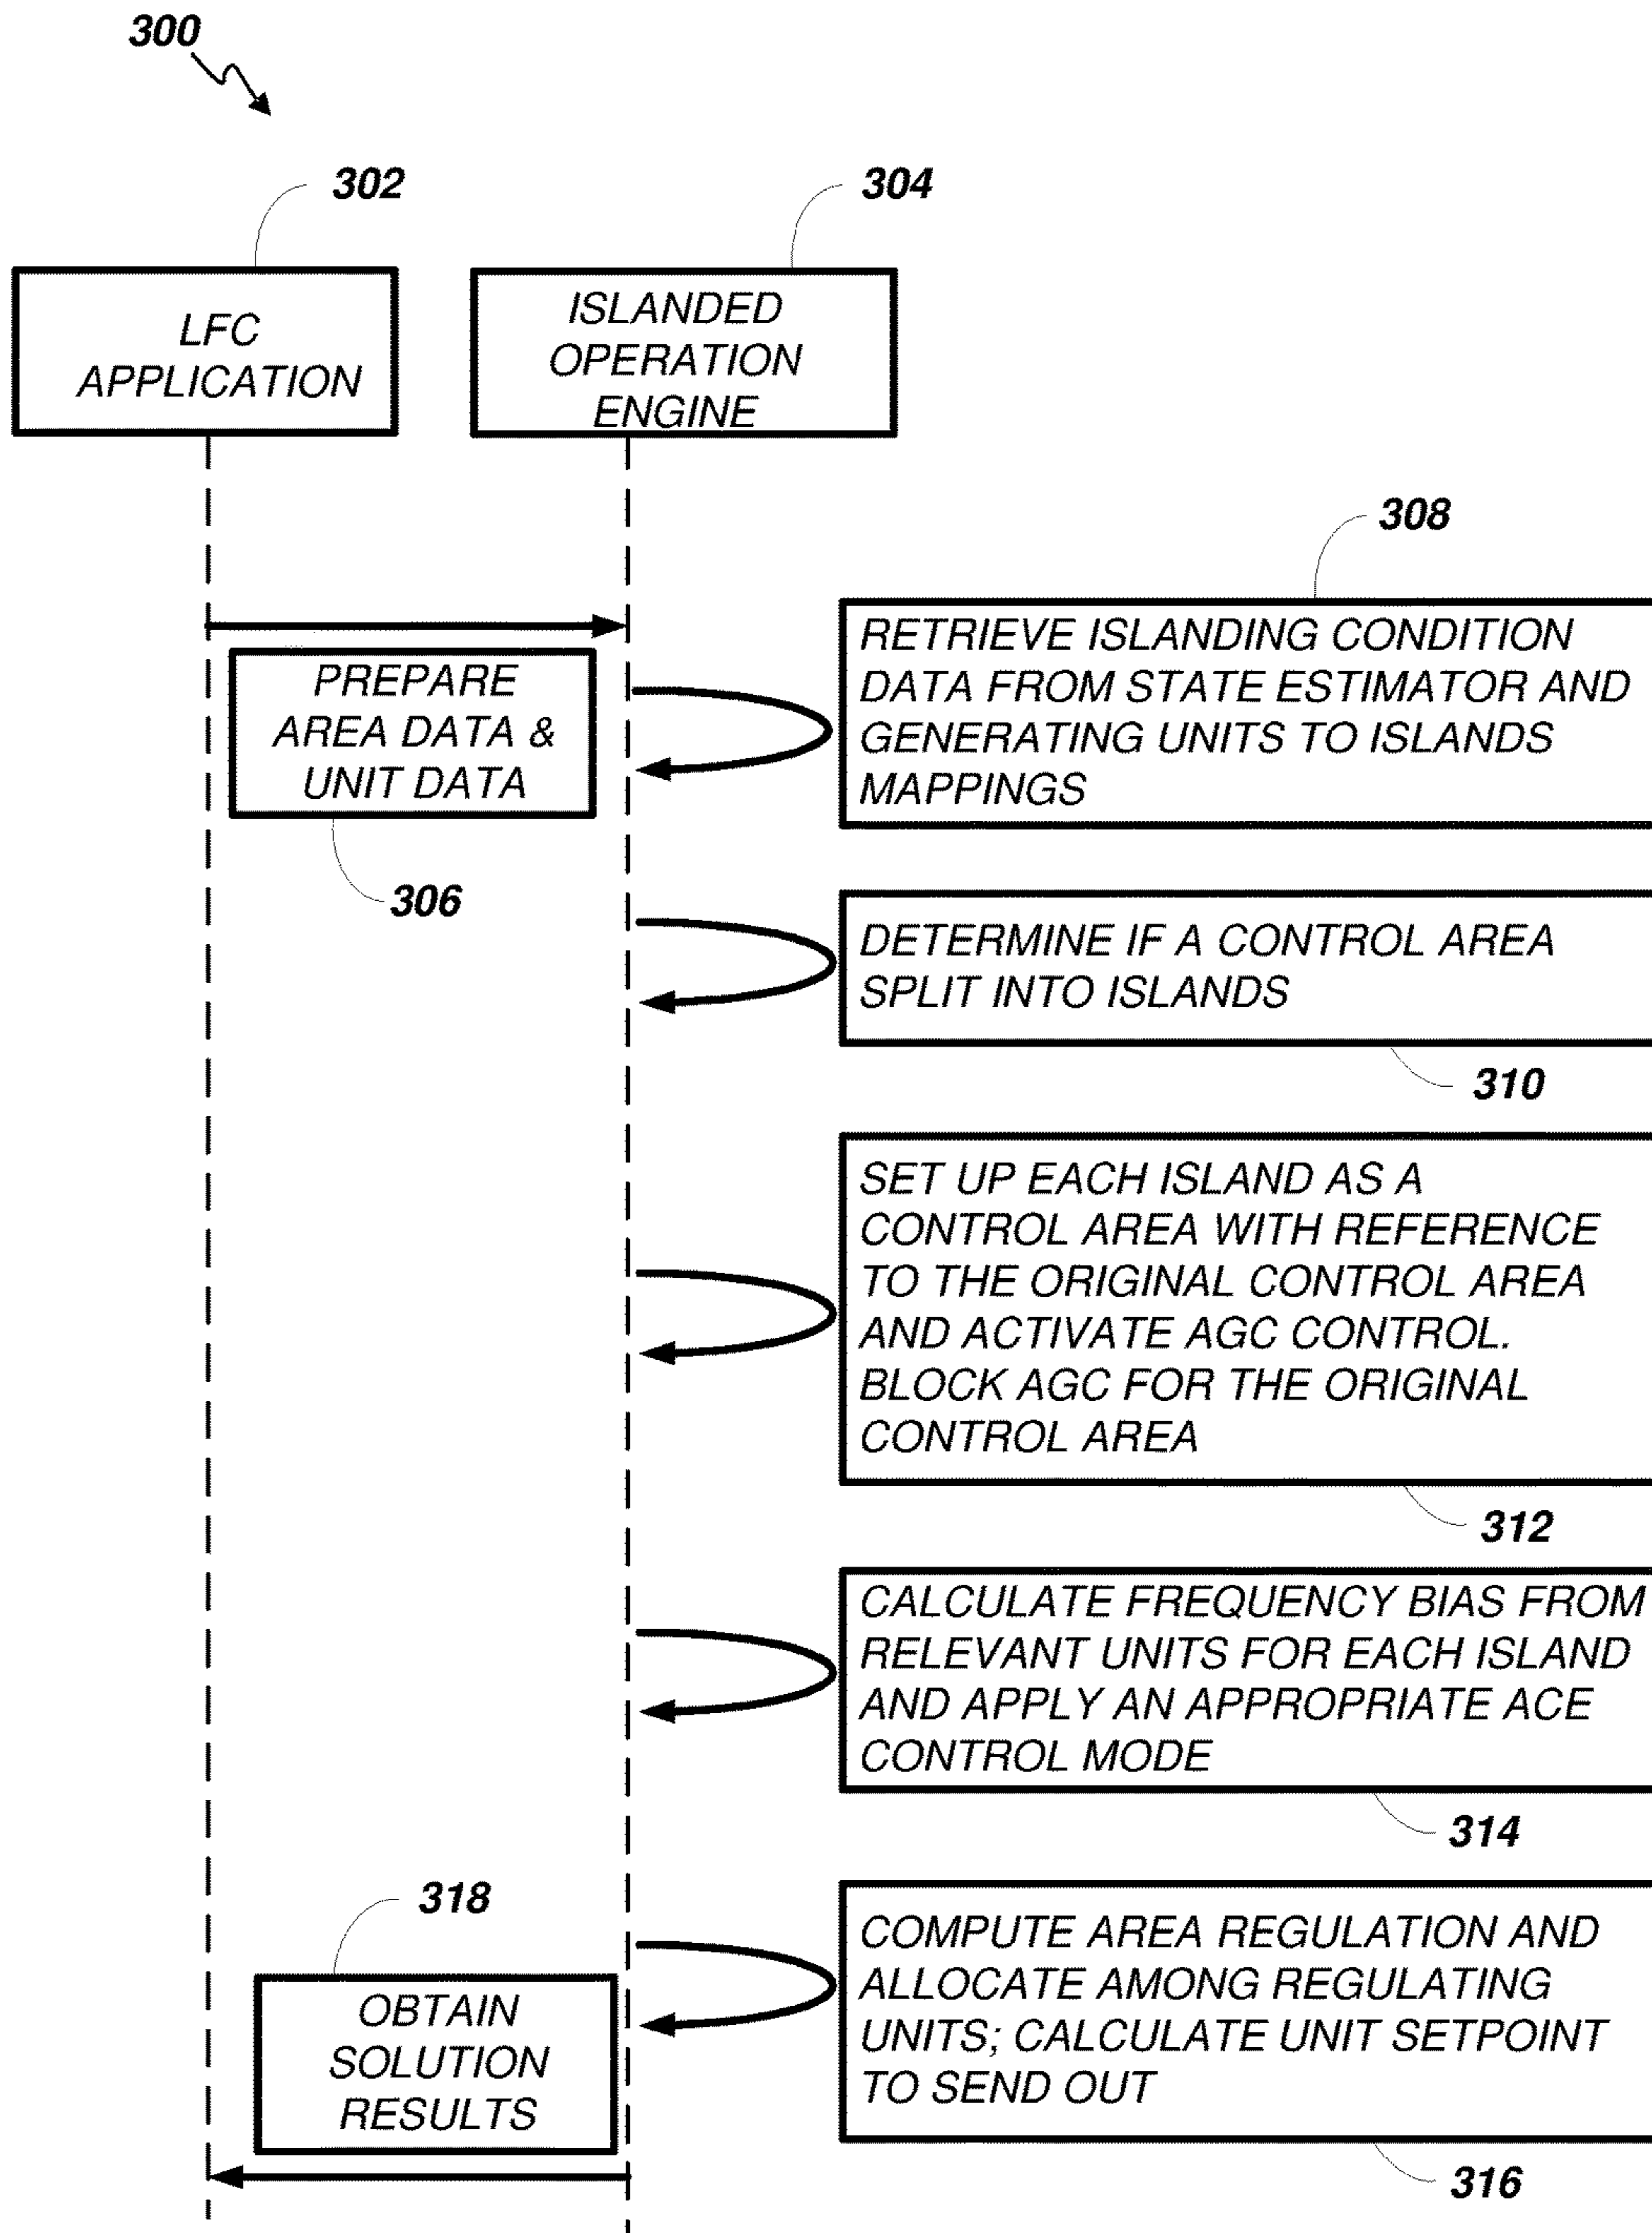 300
302
304
LFC
APPLICATION
ISLANDED
OPERATION
ENGINE
308
PREPARE
AREA DATA &
UNIT DATA
306
RETRIEVE ISLANDING CONDITION
DATA FROM STATE ESTIMATOR AND
GENERATING UNITS TO ISLANDS
MAPPINGS
DETERMINE IF A CONTROL AREA
SPLIT INTO ISLANDS
310
SET UP EACH ISLAND AS A
CONTROL AREA WITH REFERENCE
TO THE ORIGINAL CONTROL AREA
AND ACTIVATE AGC CONTROL.
BLOCK AGC FOR THE ORIGINAL
CONTROL AREA
312
CALCULATE FREQUENCY BIAS FROM
RELEVANT UNITS FOR EACH ISLAND
AND APPLY AN APPROPRIATE ACE
CONTROL MODE
314
318
OBTAIN
SOLUTION
RESULTS
COMPUTE AREA REGULATION AND
ALLOCATE AMONG REGULATING
UNITS; CALCULATE UNIT SETPOINT
TO SEND OUT
316